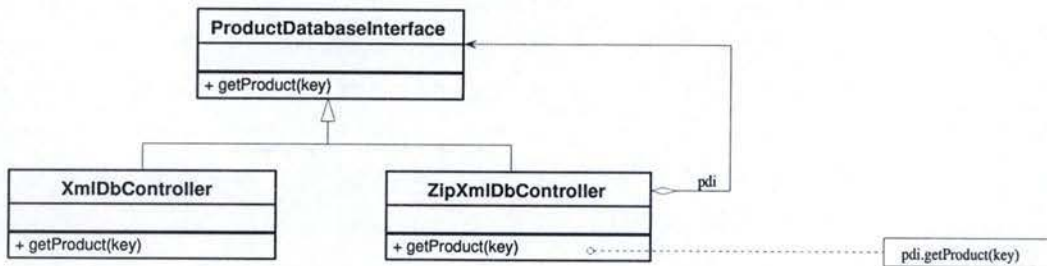 ProductDatabaseInterface
+ getProduct(key)
XmlDbController
+ getProduct(key)
ZipXmlDbController
+ getProduct(key)
pdi
pdi.getProduct(key)